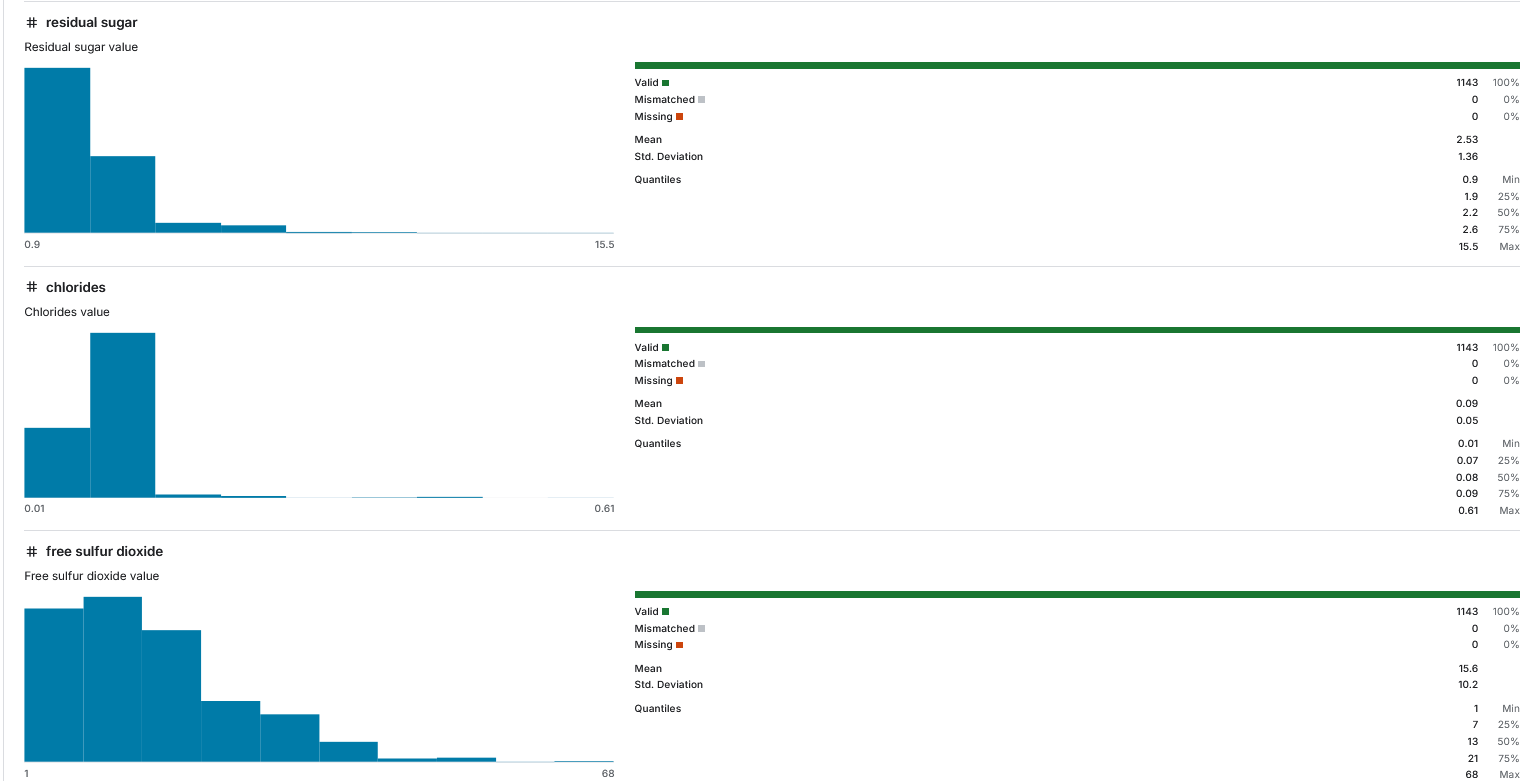 # residual sugar
Residual sugar value
Valid 1143 100%
Mismatched 0 0%
Missing 0 0%
Mean 2.53
Std. Deviation 1.36
Quantiles 0.9 Min
1.9 25%
2.2 50%
2.6 75%
15.5 Max
0.9 15.5
# chlorides
Chlorides value
Valid 1143 100%
Mismatched 0 0%
Missing 0 0%
Mean 0.09
Std. Deviation 0.05
Quantiles 0.01 Min
0.07 25%
0.08 50%
0.09 75%
0.61 Max
0.01 0.61
# free sulfur dioxide
Free sulfur dioxide value
Valid 1143 100%
Mismatched 0 0%
Missing 0 0%
Mean 15.6
Std. Deviation 10.2
Quantiles 1 Min
7 25%
13 50%
21 75%
68 Max
1 68